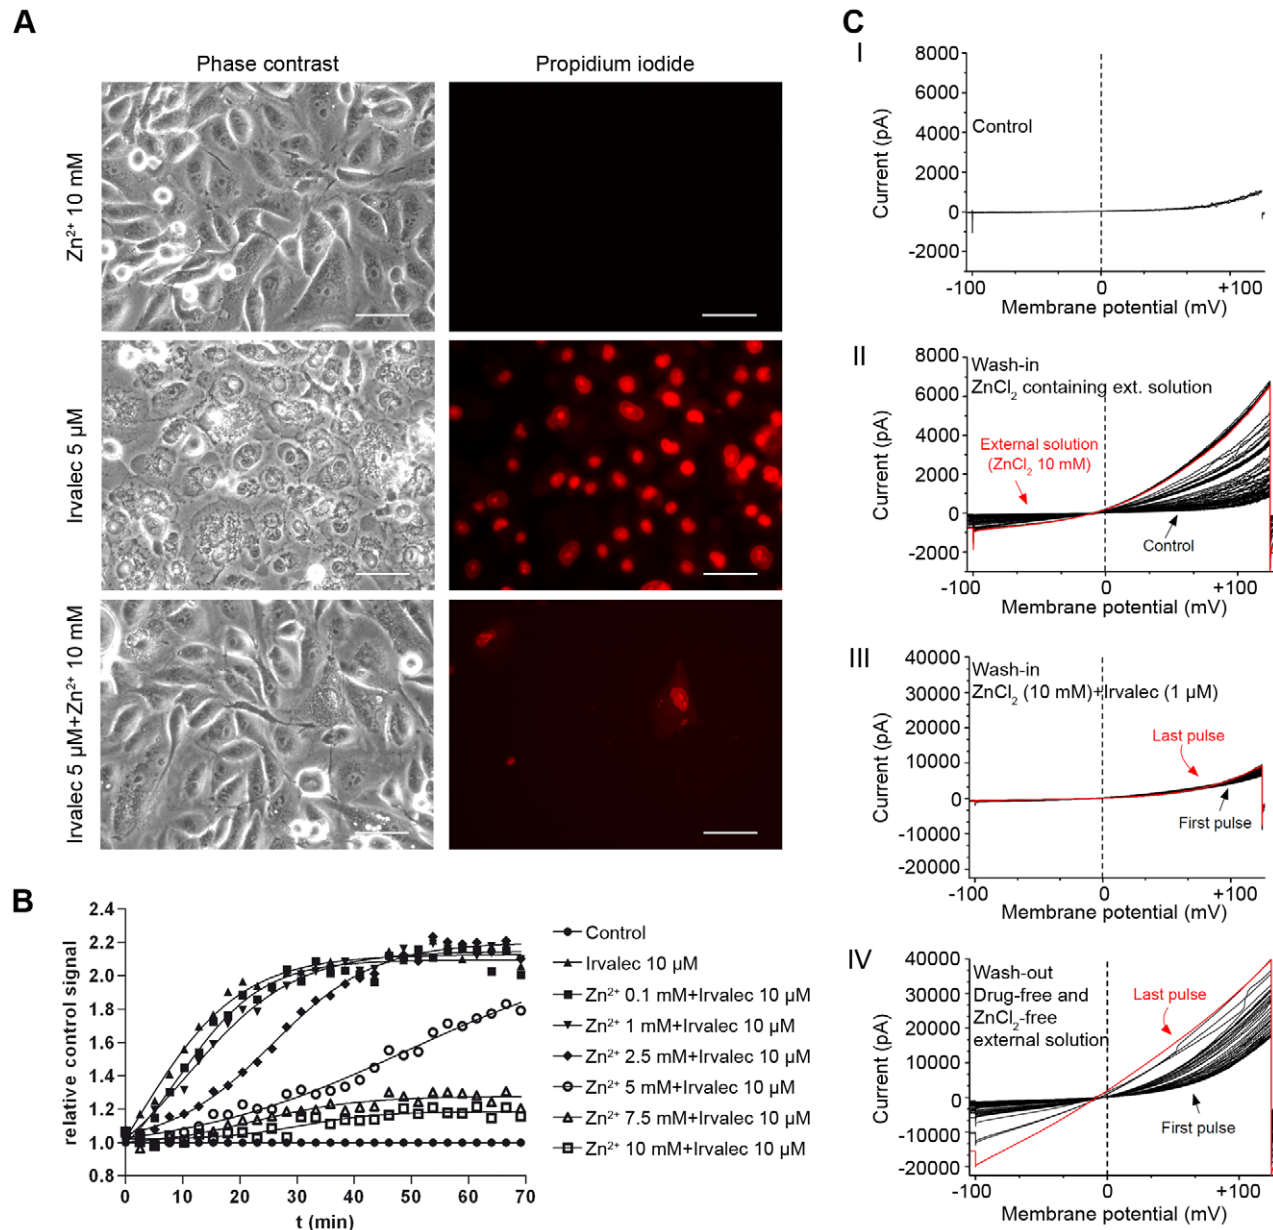 A
Phase contrast
Propidium iodide
Zn²⁺ 10 mM
Irvalec 5 µM
Irvalec 5 µM+Zn²⁺ 10 mM
B
relative control signal
2.4
2.2
2.0
1.8
1.6
1.4
1.2
1.0
0.8
0 10 20 30 40 50 60 70
t (min)
Control
Irvalec 10 µM
Zn²⁺ 0.1 mM+Irvalec 10 µM
Zn²⁺ 1 mM+Irvalec 10 µM
Zn²⁺ 2.5 mM+Irvalec 10 µM
Zn²⁺ 5 mM+Irvalec 10 µM
Zn²⁺ 7.5 mM+Irvalec 10 µM
Zn²⁺ 10 mM+Irvalec 10 µM
C
I
Current (pA)
8000
6000
4000
2000
0
-2000
Control
-100 0 +100
Membrane potential (mV)
II
Current (pA)
8000
6000
4000
2000
0
-2000
Wash-in
ZnCl₂ containing ext. solution
External solution
(ZnCl₂ 10 mM)
Control
-100 0 +100
Membrane potential (mV)
III
Current (pA)
40000
30000
20000
10000
0
-10000
-20000
Wash-in
ZnCl₂ (10 mM)+Irvalec (1 µM)
Last pulse
First pulse
-100 0 +100
Membrane potential (mV)
IV
Current (pA)
40000
30000
20000
10000
0
-10000
-20000
Wash-out
Drug-free and
ZnCl₂-free
external solution
Last pulse
First pulse
-100 0 +100
Membrane potential (mV)